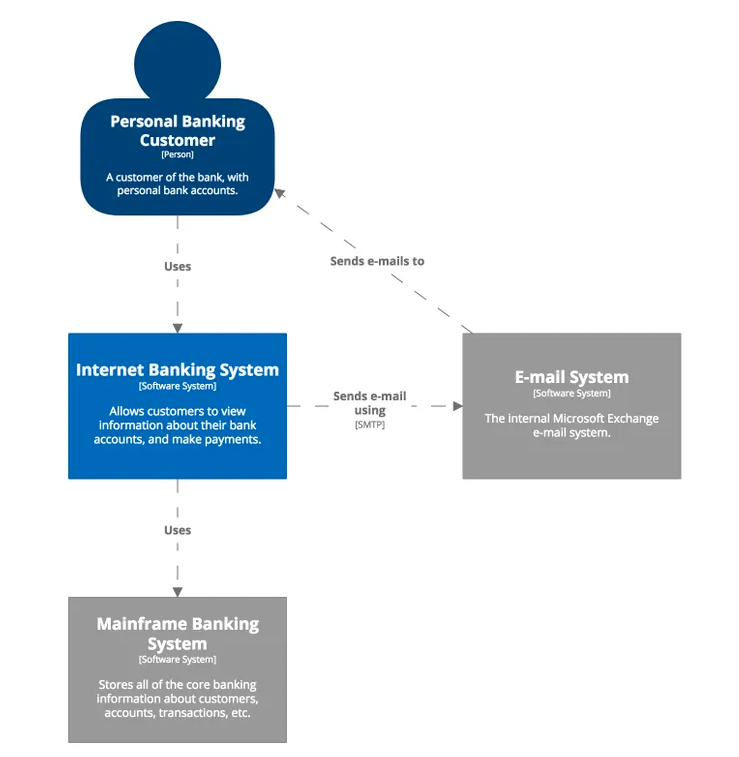 Personal Banking
Customer
[Person]
A customer of the bank, with
personal bank accounts.
Sends e-mails to
Uses
Internet Banking System
[Software System]
Allows customers to view
information about their bank
accounts, and make payments.
Sends e-mail
using
[SMTP]
E-mail System
[Software System]
The internal Microsoft Exchange
e-mail system.
Uses
Mainframe Banking
System
[Software System]
Stores all of the core banking
information about customers,
accounts, transactions, etc.